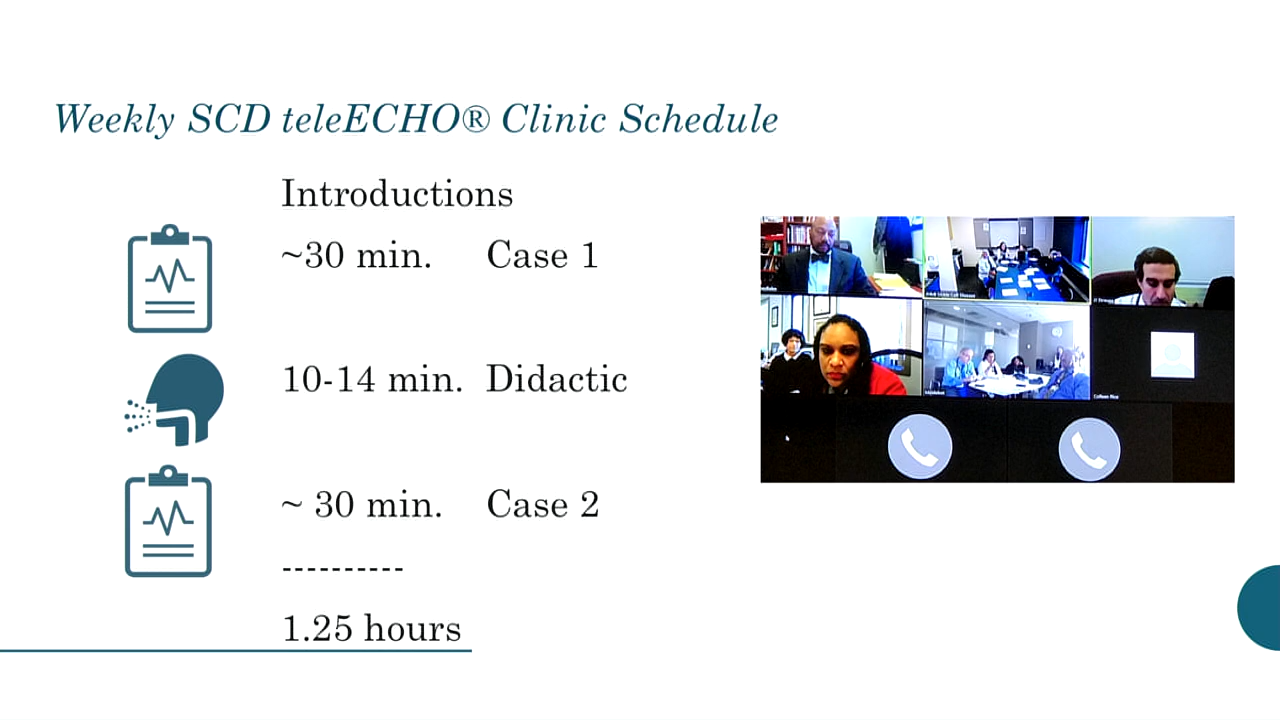 Weekly SCD teleECHO® Clinic Schedule
Introductions
~30 min. Case 1
10-14 min. Didactic
~ 30 min. Case 2
----------
1.25 hours